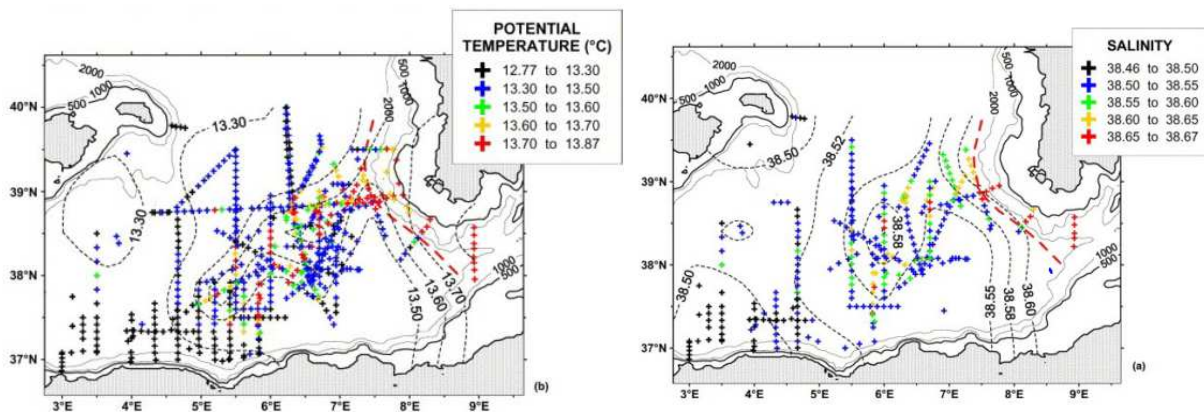 POTENTIAL
TEMPERATURE (°C)
12.77 to 13.30
13.30 to 13.50
13.50 to 13.60
13.60 to 13.70
13.70 to 13.87
2000
1000
500
500
1000
2000
40°N
39°N
38°N
37°N
13.30
13.30
13.50
13.60
13.70
1000
500
3°E 4°E 5°E 6°E 7°E 8°E 9°E
(b)
SALINITY
38.46 to 38.50
38.50 to 38.55
38.55 to 38.60
38.60 to 38.65
38.65 to 38.67
2000
1000
500
500
1000
2000
40°N
39°N
38°N
37°N
38.50
38.52
38.58
38.50
38.55
38.58
38.60
1000
500
3°E 4°E 5°E 6°E 7°E 8°E 9°E
(a)